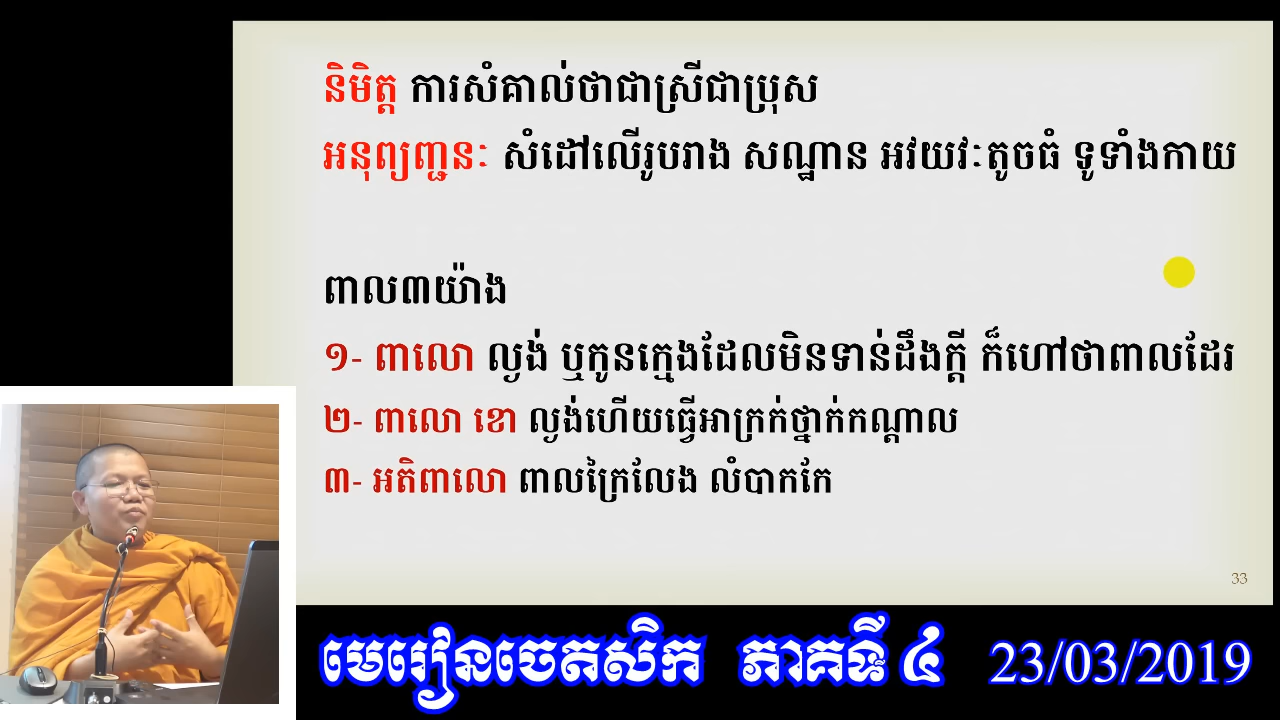 និមិត្ត ការសំគាល់ថាជាស្រីជាប្រុស
អនុព្យញ្ជនៈ សំដៅលើរូបរាង សណ្ឋាន អវយវៈតូចធំ ទូទាំងកាយ
ពាល៣យ៉ាង
១- ពាលោ ល្ងង់ ឬកូនក្មេងដែលមិនទាន់ដឹងក្តី ក៏ហៅថាពាលដែរ
២- ពាលោ ខោ ល្ងង់ហើយធ្វើអាក្រក់ថ្នាក់កណ្តាល
៣- អតិពាលោ ពាលក្រៃលែង លំបាកកែ
33
មេរៀនចេតសិក ភាគទី ៤ 23/03/2019